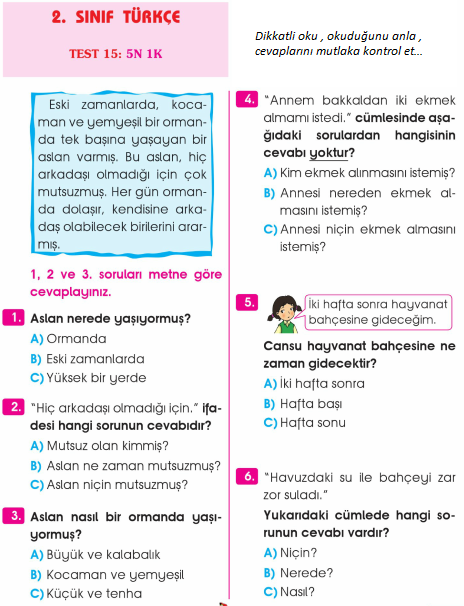 2. SINIF TÜRKÇE
TEST 15: 5N 1K
Dikkatli oku , okuduğunu anla ,
cevaplarını mutlaka kontrol et...
Eski zamanlarda, koca-
man ve yemyeşil bir orman-
da tek başına yaşayan bir
aslan varmış. Bu aslan, hiç
arkadaşı olmadığı için çok
mutsuzmuş. Her gün orman-
da dolaşır, kendisine arka-
daş olabilecek birilerini arar-
mış.
1, 2 ve 3. soruları metne göre
cevaplayınız.
1. Aslan nerede yaşıyormuş?
A) Ormanda
B) Eski zamanlarda
C) Yüksek bir yerde
2. "Hiç arkadaşı olmadığı için." ifa-
desi hangi sorunun cevabıdır?
A) Mutsuz olan kimmiş?
B) Aslan ne zaman mutsuzmuş?
C) Aslan niçin mutsuzmuş?
3. Aslan nasıl bir ormanda yaşı-
yormuş?
A) Büyük ve kalabalık
B) Kocaman ve yemyeşil
C) Küçük ve tenha
4. "Annem bakkaldan iki ekmek
almamı istedi." cümlesinde aşa-
ğıdaki sorulardan hangisinin
cevabı yoktur?
A) Kim ekmek alınmasını istemiş?
B) Annesi nereden ekmek al-
masını istemiş?
C) Annesi niçin ekmek almasını
istemiş?
5. İki hafta sonra hayvanat
bahçesine gideceğim.
Cansu hayvanat bahçesine ne
zaman gidecektir?
A) İki hafta sonra
B) Hafta başı
C) Hafta sonu
6. "Havuzdaki su ile bahçeyi zar
zor suladı."
Yukarıdaki cümlede hangi so-
runun cevabı vardır?
A) Niçin?
B) Nerede?
C) Nasıl?